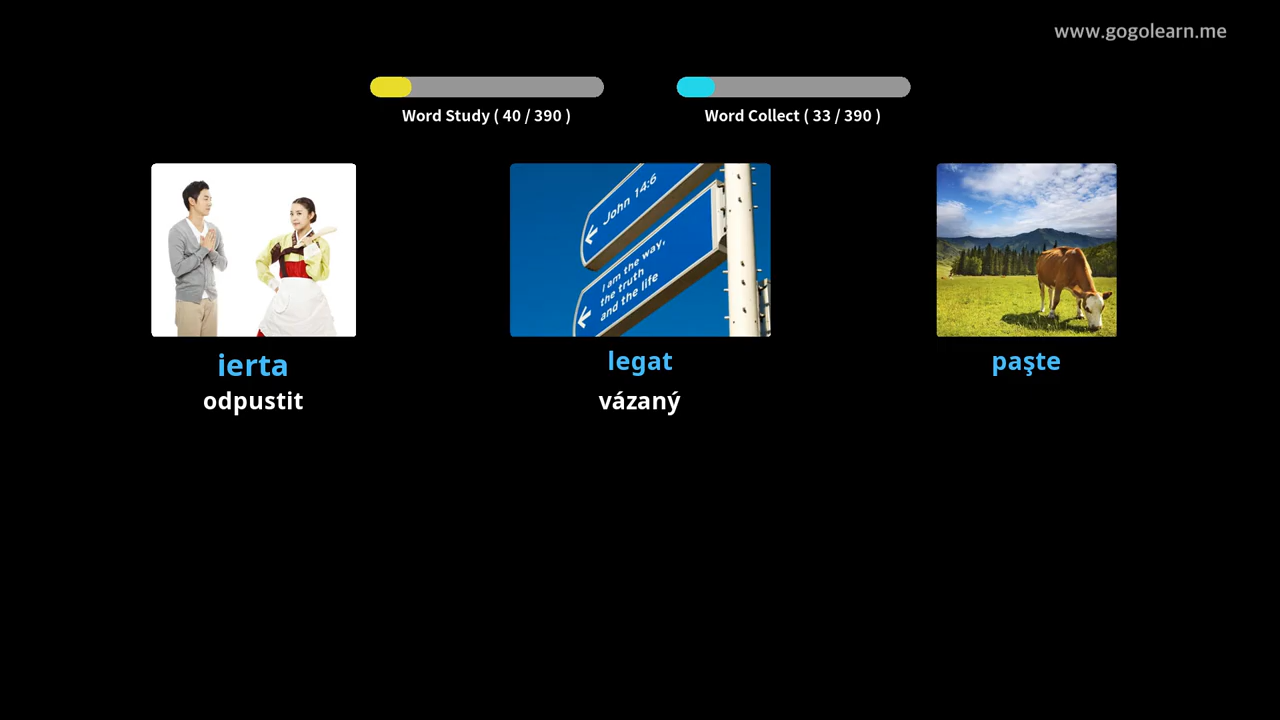 www.gogolearn.me
Word Study ( 40 / 390 )
Word Collect ( 33 / 390 )
John 14:6
I am the way,
the truth
and the life
ierta
odpustit
legat
vázaný
paşte